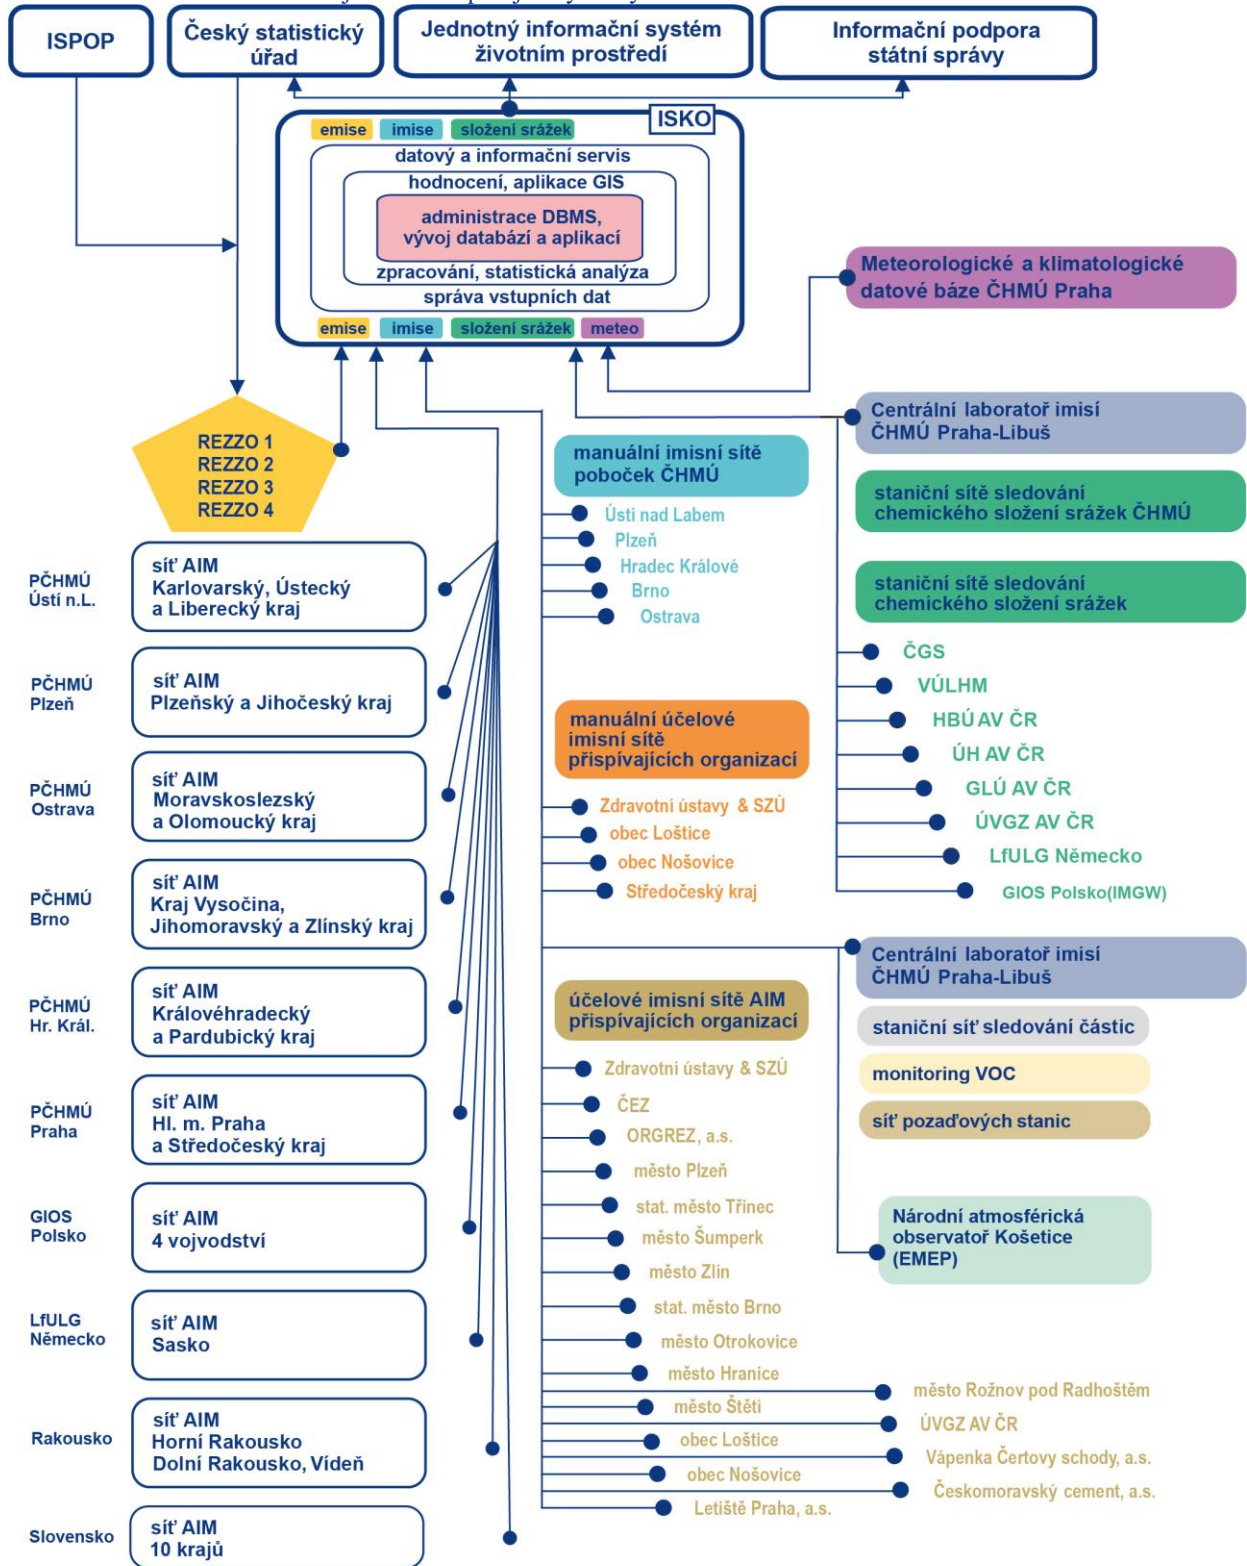 ISPOP
Český statistický
úřad
Jednotný informační systém
životním prostředí
Informační podpora
státní správy
ISKO
emise imise složení srážek
datový a informační servis
hodnocení, aplikace GIS
administrace DBMS,
vývoj databází a aplikací
zpracování, statistická analýza
správa vstupních dat
emise imise složení srážek meteo
Meteorologické a klimatologické
datové báze ČHMÚ Praha
REZZO 1
REZZO 2
REZZO 3
REZZO 4
PČHMÚ
Ústí n.L.
síť AIM
Karlovarský, Ústecký
a Liberecký kraj
PČHMÚ
Plzeň
síť AIM
Plzeňský a Jihočeský kraj
PČHMÚ
Ostrava
síť AIM
Moravskoslezský
a Olomoucký kraj
PČHMÚ
Brno
síť AIM
Kraj Vysočina,
Jihomoravský a Zlínský kraj
PČHMÚ
Hr. Král.
síť AIM
Královéhradecký
a Pardubický kraj
PČHMÚ
Praha
síť AIM
Hl. m. Praha
a Středočeský kraj
GIOS
Polsko
síť AIM
4 vojvodství
LfULG
Německo
síť AIM
Sasko
Rakousko
síť AIM
Horní Rakousko
Dolní Rakousko, Vídeň
Slovensko
síť AIM
10 krajů
manuální imisní sítě
poboček ČHMÚ
Ústí nad Labem
Plzeň
Hradec Králové
Brno
Ostrava
manuální účelové
imisní sítě
přispívajících organizací
Zdravotní ústavy & SZÚ
obec Loštice
obec Nošovice
Středočeský kraj
účelové imisní sítě AIM
přispívajících organizací
Zdravotní ústavy & SZÚ
ČEZ
ORGREZ, a.s.
město Plzeň
stat. město Třinec
město Šumperk
město Zlín
stat. město Brno
město Otrokovice
město Hranice
město Štětí
obec Loštice
obec Nošovice
Letiště Praha, a.s.
město Rožnov pod Radhoštěm
ÚVGZ AV ČR
Vápenka Čertovy schody, a.s.
Českomoravský cement, a.s.
Centrální laboratoř imisí
ČHMÚ Praha-Libuš
staniční sítě sledování
chemického složení srážek ČHMÚ
staniční sítě sledování
chemického složení srážek
ČGS
VÚLHM
HBÚ AV ČR
ÚH AV ČR
GLÚ AV ČR
ÚVGZ AV ČR
LfULG Německo
GIOS Polsko(IMGW)
Centrální laboratoř imisí
ČHMÚ Praha-Libuš
staniční síť sledování částic
monitoring VOC
síť pozaďových stanic
Národní atmosférická
observatoř Košetice
(EMEP)